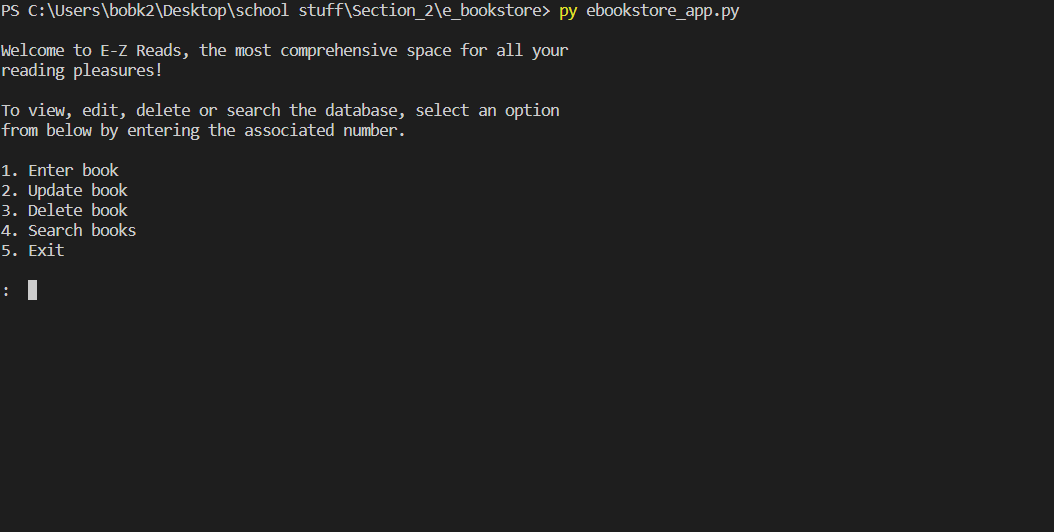 PS C:\Users\bobk2\Desktop\school stuff\Section_2\e_bookstore> py ebookstore_app.py
Welcome to E-Z Reads, the most comprehensive space for all your
reading pleasures!
To view, edit, delete or search the database, select an option
from below by entering the associated number.
1. Enter book
2. Update book
3. Delete book
4. Search books
5. Exit
: